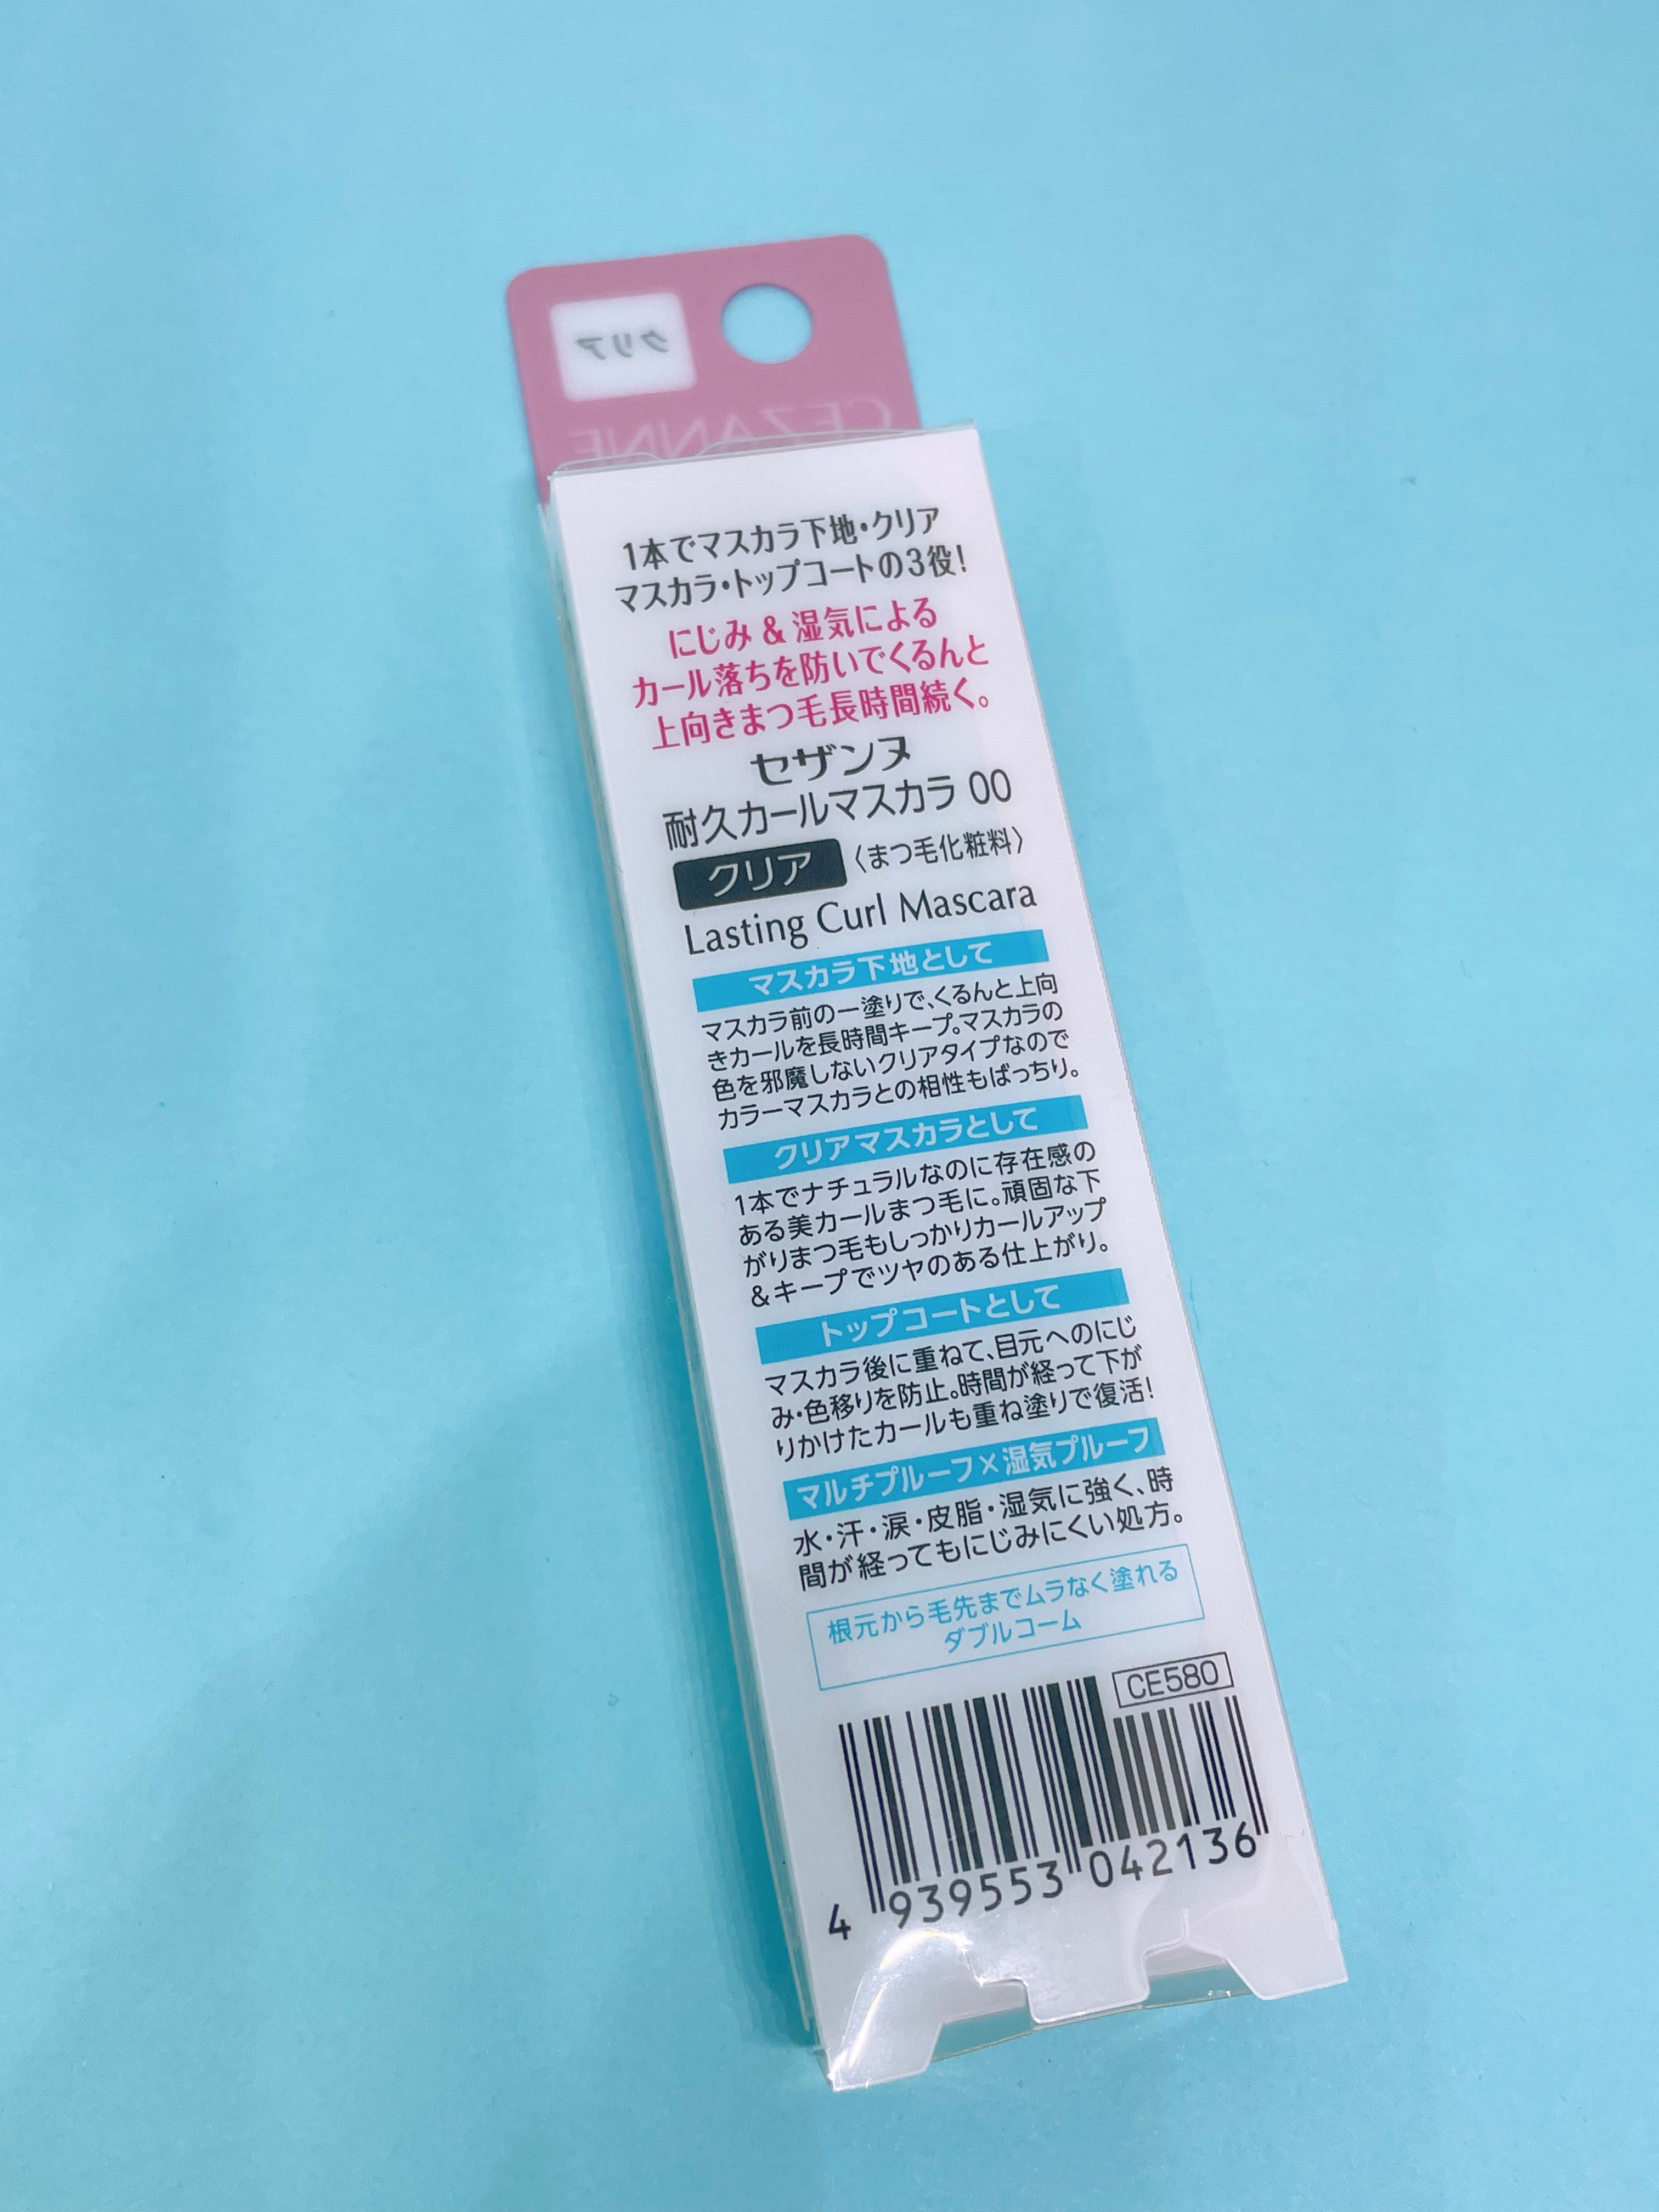 クリア
CEZANNE
1本でマスカラ下地・クリア
マスカラ・トップコートの3役!
にじみ & 湿気による
カール落ちを防いでくるんと
上向きまつ毛長時間続く。
セザンヌ
耐久カールマスカラ 00
クリア 〈まつ毛化粧料〉
Lasting Curl Mascara
マスカラ下地として
マスカラ前の一塗りで、くるんと上向
きカールを長時間キープ。マスカラの
色を邪魔しないクリアタイプなので
カラーマスカラとの相性もばっちり。
クリアマスカラとして
1本でナチュラルなのに存在感の
ある美カールまつ毛に。頑固な下
がりまつ毛もしっかりカールアップ
&キープでツヤのある仕上がり。
トップコートとして
マスカラ後に重ねて、目元へのにじ
み・色移りを防止。時間が経って下が
りかけたカールも重ね塗りで復活!
マルチプルーフ×湿気プルーフ
水・汗・涙・皮脂・湿気に強く、時
間が経ってもにじみにくい処方。
根元から毛先までムラなく塗れる
ダブルコーム
CE580
4 939553 042136